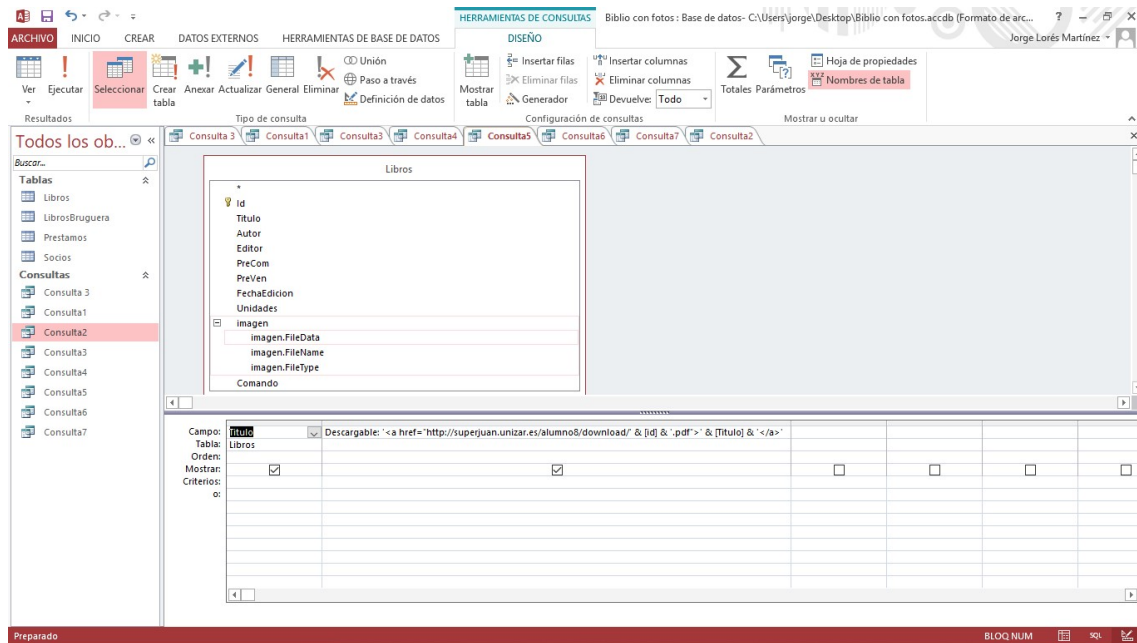 HERRAMIENTAS DE CONSULTAS Biblio con fotos : Base de datos- C:\Users\jorge\Desktop\Biblio con fotos.accdb (Formato de arc... ?
ARCHIVO INICIO CREAR DATOS EXTERNOS HERRAMIENTAS DE BASE DE DATOS DISEÑO Jorge Lorés Martínez
Ver Ejecutar Seleccionar Crear tabla Anexar Actualizar General Eliminar
Unión
Paso a través
Definición de datos
Mostrar tabla
Insertar filas
Eliminar filas
Generador
Insertar columnas
Eliminar columnas
Devuelve: Todo
Totales Parámetros
Hoja de propiedades
Nombres de tabla
Resultados Tipo de consulta Configuración de consultas Mostrar u ocultar
Todos los ob...
Buscar...
Tablas
Libros
LibrosBruguera
Prestamos
Socios
Consultas
Consulta 3
Consulta1
Consulta2
Consulta3
Consulta4
Consulta5
Consulta6
Consulta7
Consulta 3 Consulta1 Consulta3 Consulta4 Consulta5 Consulta6 Consulta7 Consulta2
Libros
*
Id
Titulo
Autor
Editor
PreCom
PreVen
FechaEdicion
Unidades
imagen
imagen.FileData
imagen.FileName
imagen.FileType
Comando
Campo: Titulo Descargable: '<a href="http://superjuan.unizar.es/alumno8/download/' & [id] & '.pdf">' & [Titulo] & '</a>'
Tabla: Libros
Orden:
Mostrar:
Criterios:
o:
Preparado BLOQ NUM SQL